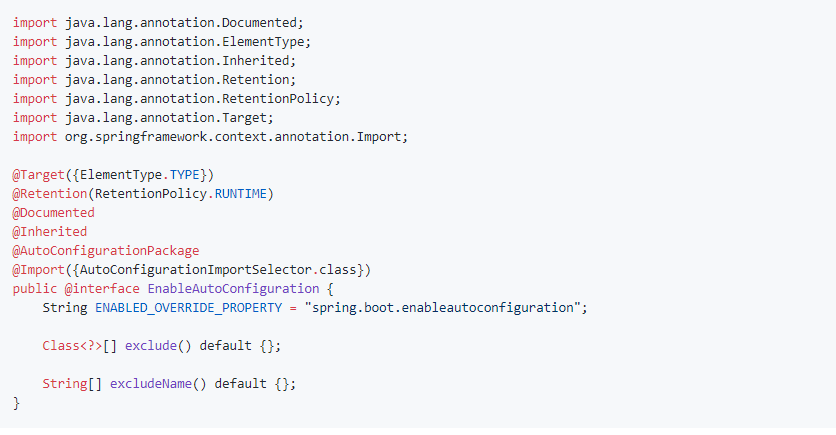 import java.lang.annotation.Documented;
import java.lang.annotation.ElementType;
import java.lang.annotation.Inherited;
import java.lang.annotation.Retention;
import java.lang.annotation.RetentionPolicy;
import java.lang.annotation.Target;
import org.springframework.context.annotation.Import;

@Target({ElementType.TYPE})
@Retention(RetentionPolicy.RUNTIME)
@Documented
@Inherited
@AutoConfigurationPackage
@Import({AutoConfigurationImportSelector.class})
public @interface EnableAutoConfiguration {
    String ENABLED_OVERRIDE_PROPERTY = "spring.boot.enableautoconfiguration";

    Class<?>[] exclude() default {};

    String[] excludeName() default {};
}